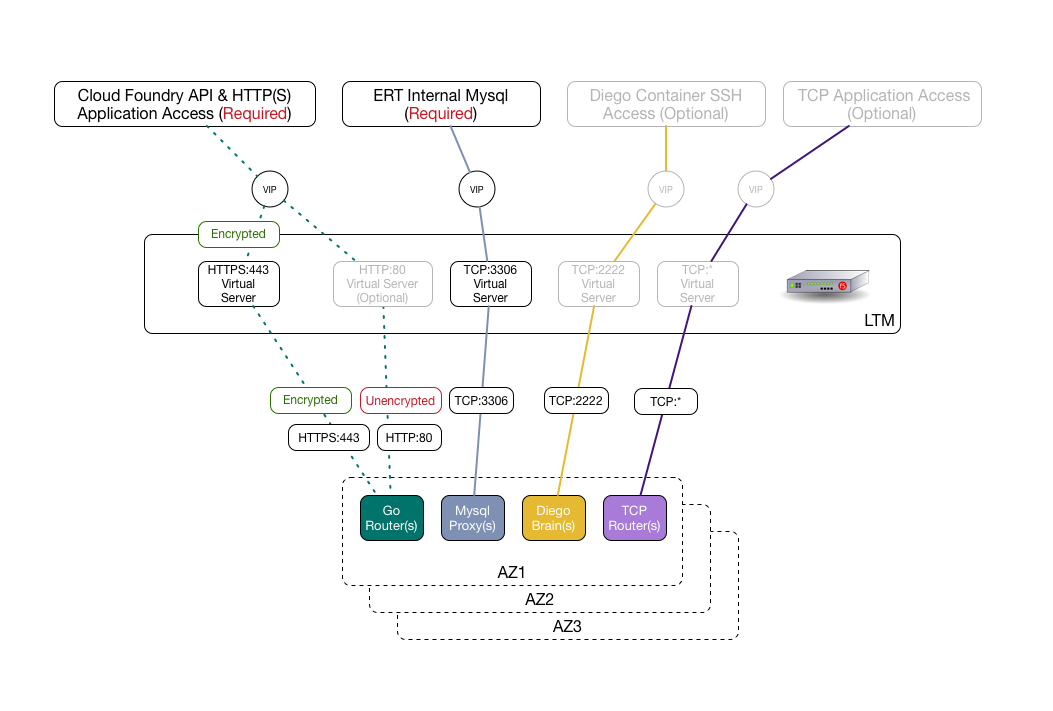 Cloud Foundry API & HTTP(S)
Application Access (Required)
ERT Internal Mysql
(Required)
Diego Container SSH
Access (Optional)
TCP Application Access
(Optional)
VIP
VIP
VIP
VIP
Encrypted
HTTPS:443
Virtual
Server
HTTP:80
Virtual Server
(Optional)
TCP:3306
Virtual
Server
TCP:2222
Virtual
Server
TCP:*
Virtual
Server
LTM
Encrypted
Unencrypted
TCP:3306
TCP:2222
TCP:*
HTTPS:443
HTTP:80
Go
Router(s)
Mysql
Proxy(s)
Diego
Brain(s)
TCP
Router(s)
AZ1
AZ2
AZ3